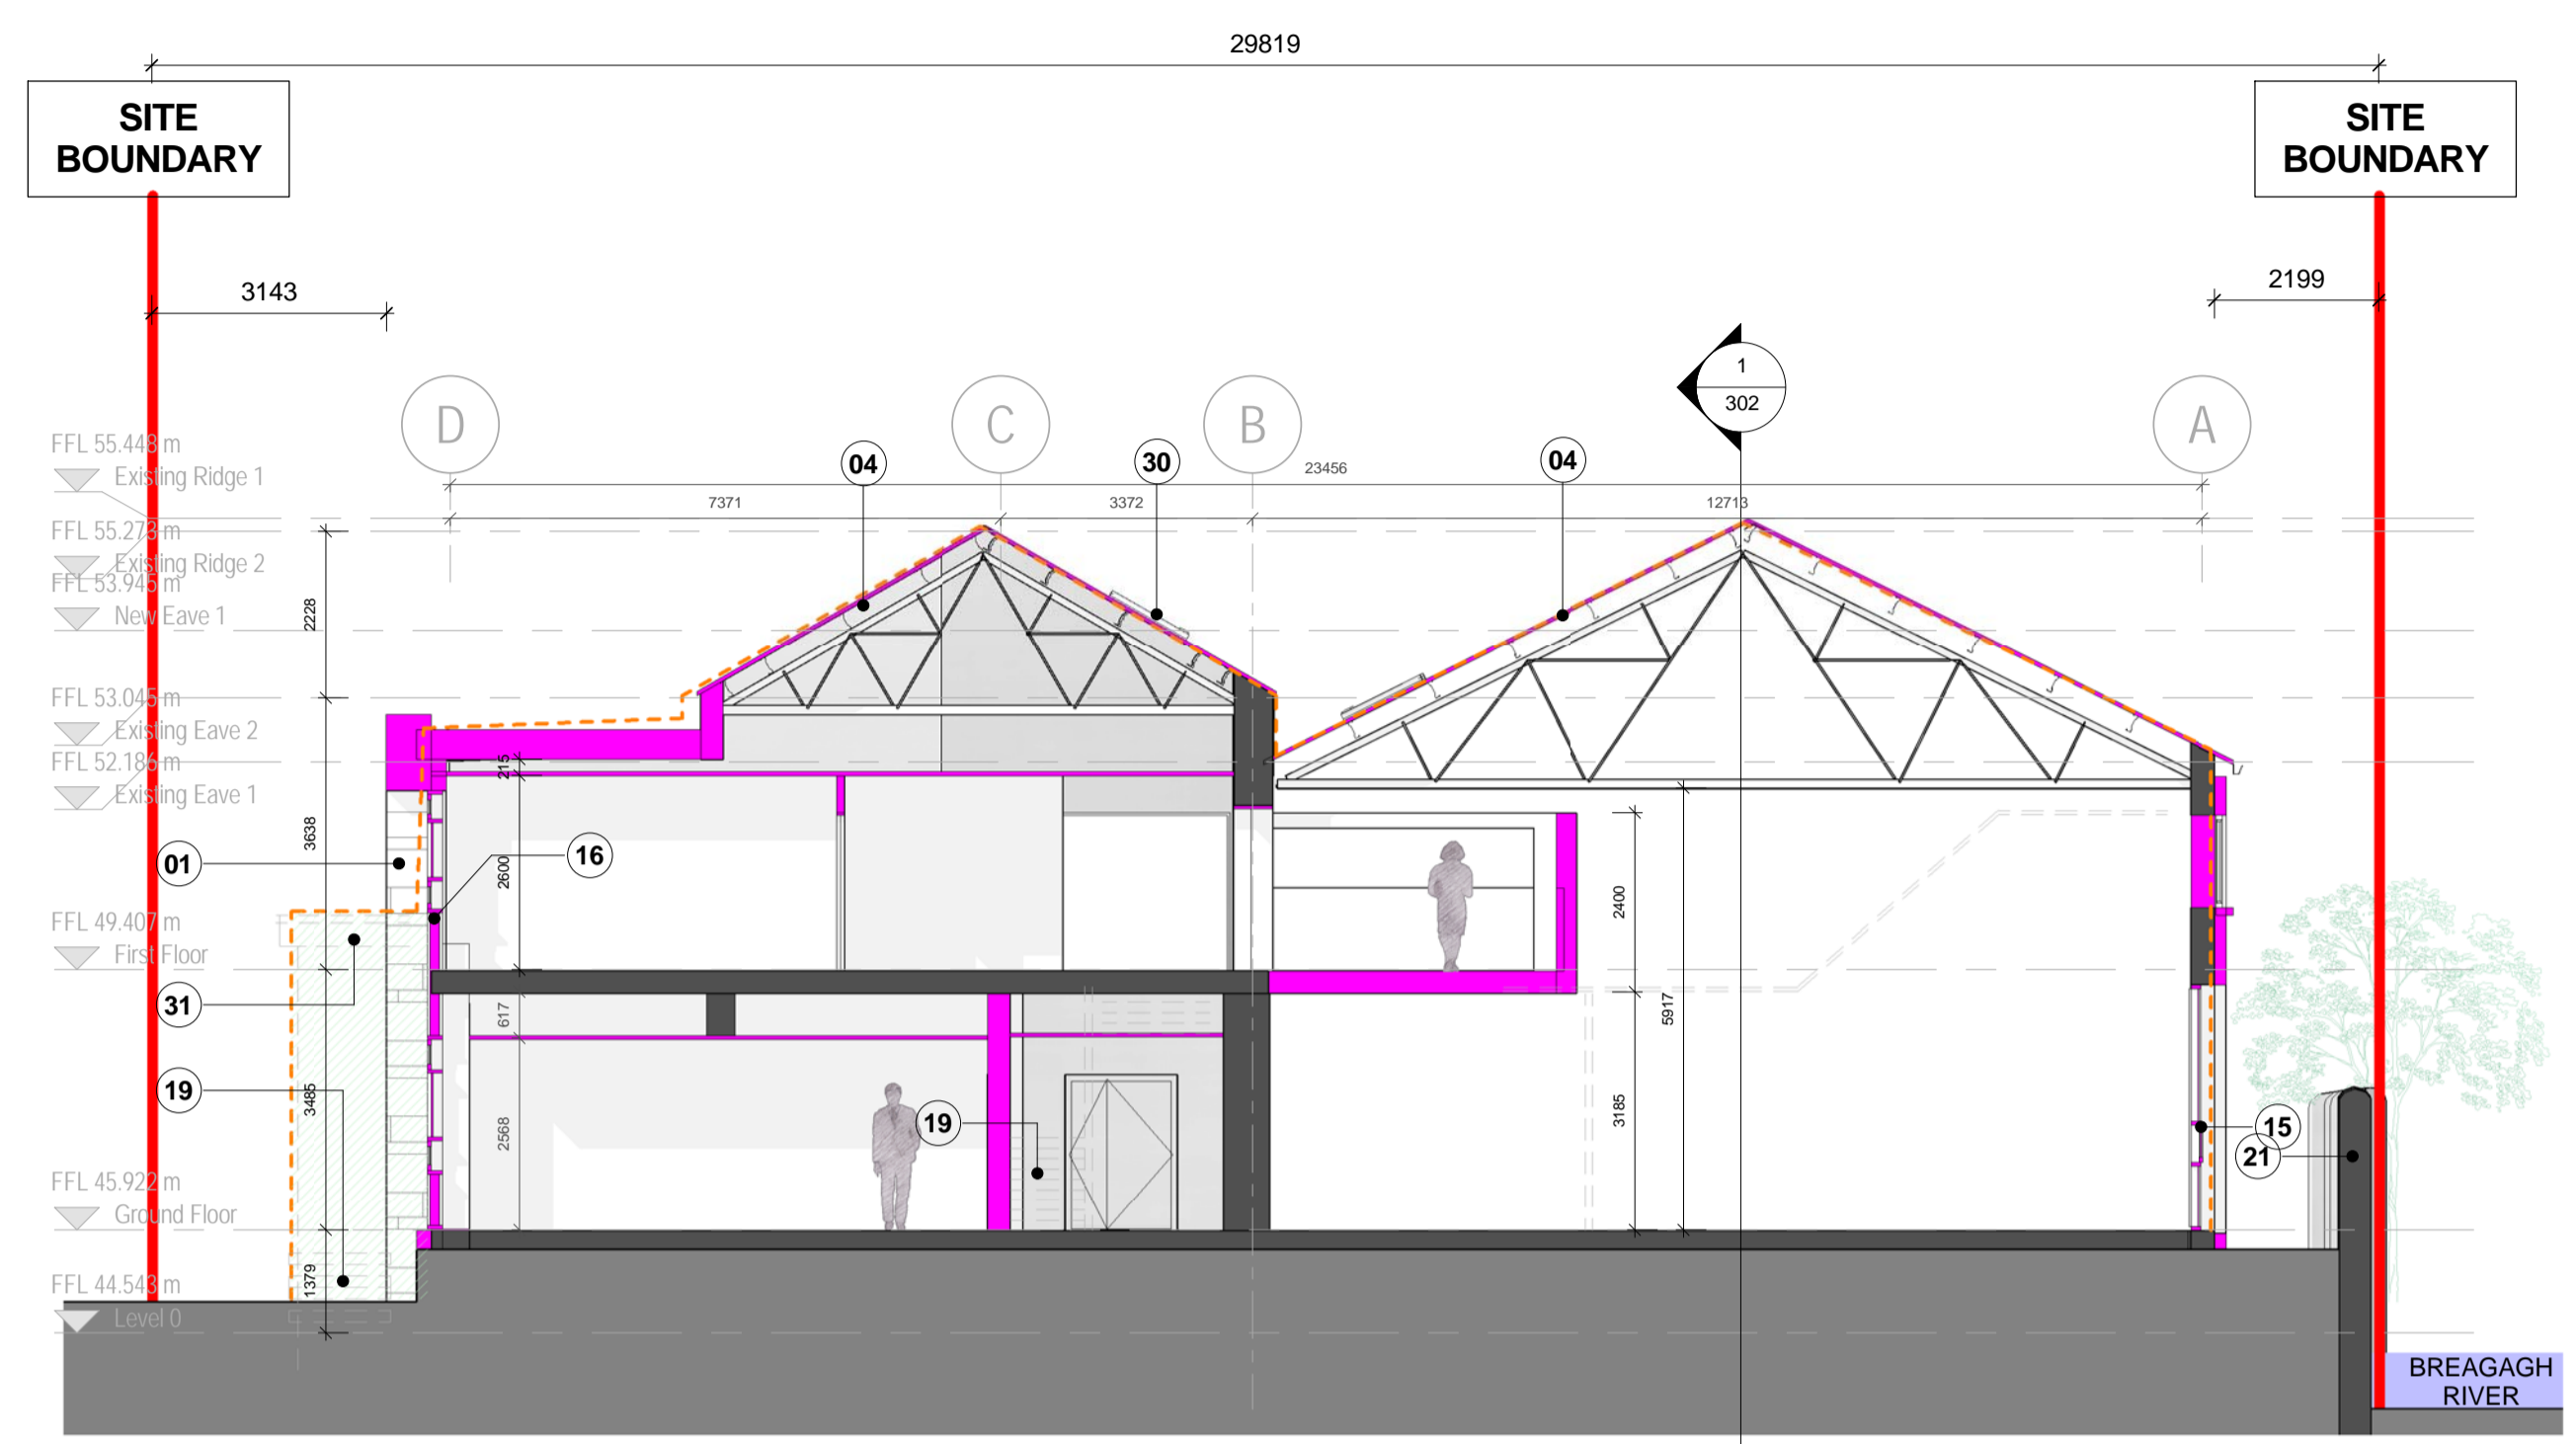 29819
SITE
BOUNDARY
SITE
BOUNDARY
3143
2199
1
302
D
C
B
A
FFL 55.448 m
Existing Ridge 1
04
30
04
23456
7371
3372
12713
FFL 55.273 m
Existing Ridge 2
FFL 53.945 m
New Eave 1
2228
FFL 53.045 m
Existing Eave 2
FFL 52.186 m
Existing Eave 1
215
3638
2600
01
16
2400
FFL 49.407 m
First Floor
31
617
5917
19
3485
2568
19
3185
15
21
FFL 45.922 m
Ground Floor
FFL 44.543 m
Level 0
1379
BREAGAGH
RIVER